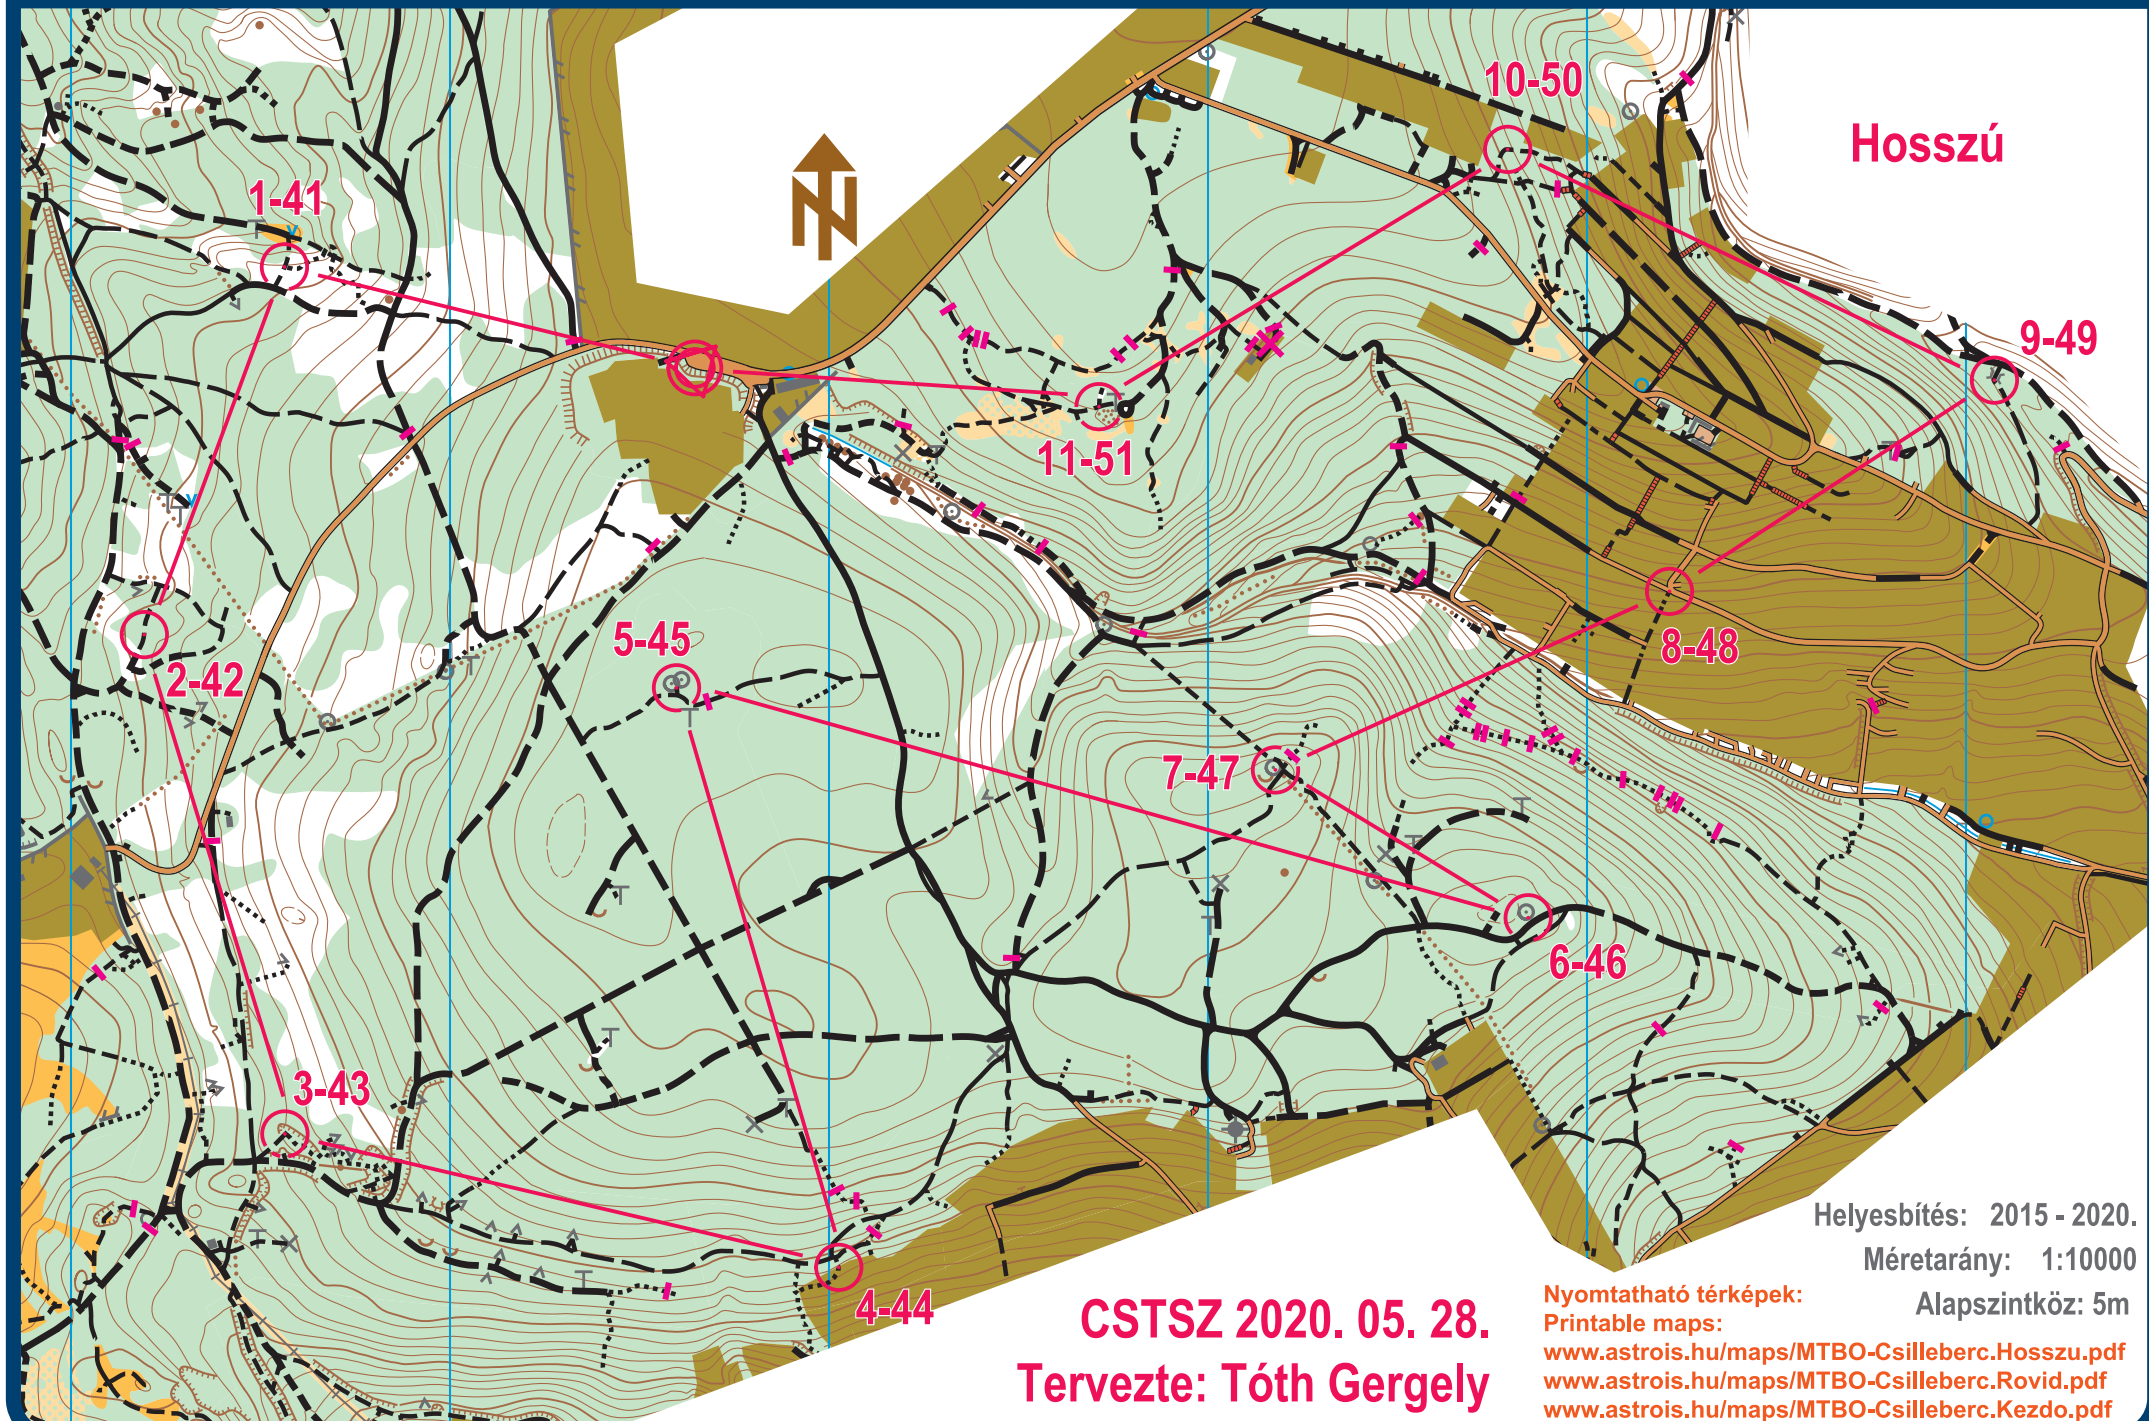 10-50
Hosszú
1-41
9-49
11-51
5-45
8-48
2-42
7-47
6-46
3-43
4-44
Helyesbítés: 2015 - 2020.
Méretarány: 1:10000
Alapszintköz: 5m
CSTSZ 2020. 05. 28.
Tervezte: Tóth Gergely
Nyomtatható térképek:
Printable maps:
www.astrois.hu/maps/MTBO-Csilleberc.Hosszu.pdf
www.astrois.hu/maps/MTBO-Csilleberc.Rovid.pdf
www.astrois.hu/maps/MTBO-Csilleberc.Kezdo.pdf